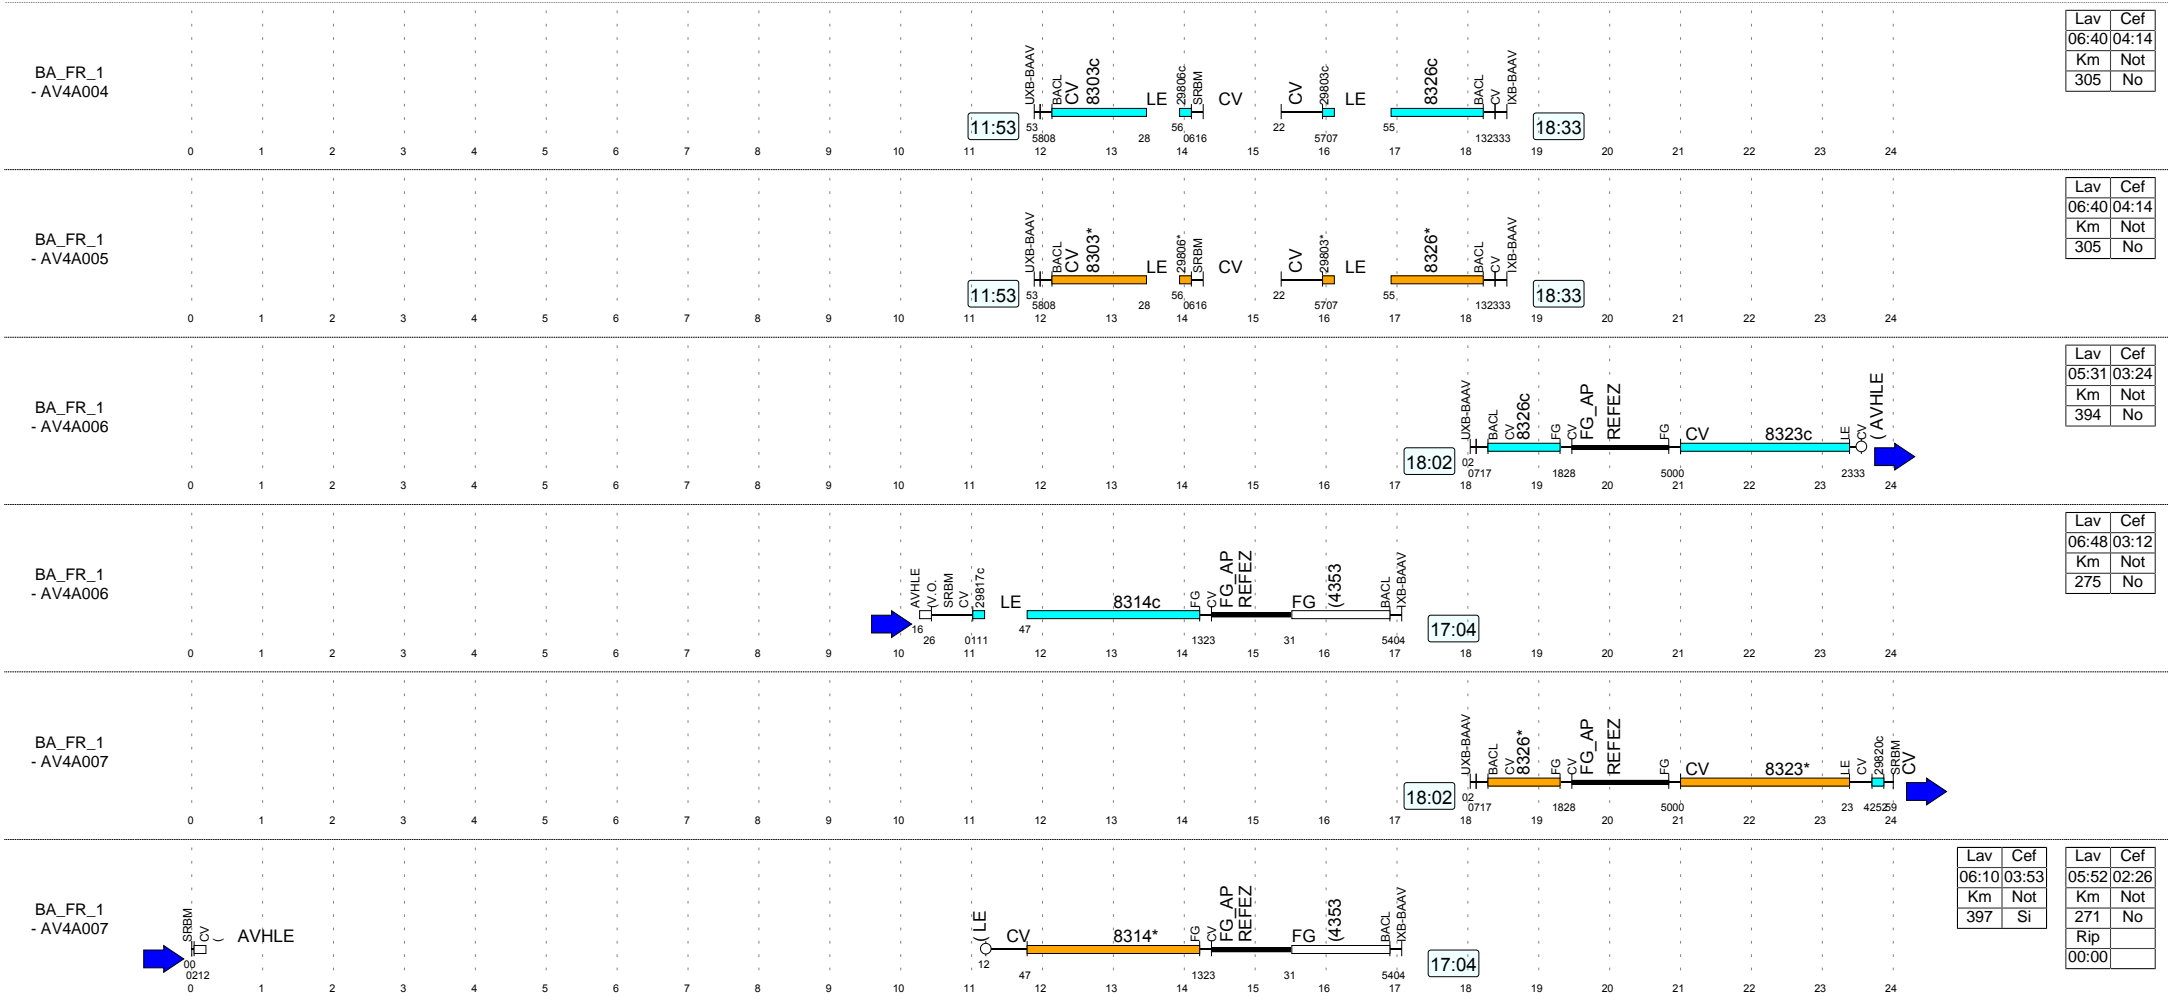 BA_FR_1
- AV4A004
11:53
UXB-BAAV
BACL
CV
8303c
LE
29806c
SRBM
CV
CV
29803c
LE
8326c
BACL
CV
IXB-BAAV
18:33
53 5808 28 56 0616 22 5707 55 132333
0 1 2 3 4 5 6 7 8 9 10 11 12 13 14 15 16 17 18 19 20 21 22 23 24
Lav Cef
06:40 04:14
Km Not
305 No
BA_FR_1
- AV4A005
11:53
UXB-BAAV
BACL
CV
8303*
LE
29806*
SRBM
CV
CV
29803*
LE
8326*
BACL
CV
IXB-BAAV
18:33
53 5808 28 56 0616 22 5707 55 132333
0 1 2 3 4 5 6 7 8 9 10 11 12 13 14 15 16 17 18 19 20 21 22 23 24
Lav Cef
06:40 04:14
Km Not
305 No
BA_FR_1
- AV4A006
18:02
UXB-BAAV
BACL
CV
8326c
FG
CV
FG_AP
REFEZ
FG
CV
8323c
LE
CV
( AVHLE
02 0717 1828 5000 2333
0 1 2 3 4 5 6 7 8 9 10 11 12 13 14 15 16 17 18 19 20 21 22 23 24
Lav Cef
05:31 03:24
Km Not
394 No
BA_FR_1
- AV4A006
AVHLE
(V.O.
SRBM
CV
29817c
LE
8314c
FG
CV
FG_AP
REFEZ
FG
(4353
BACL
IXB-BAAV
17:04
16 26 0111 47 1323 31 5404
0 1 2 3 4 5 6 7 8 9 10 11 12 13 14 15 16 17 18 19 20 21 22 23 24
Lav Cef
06:48 03:12
Km Not
275 No
BA_FR_1
- AV4A007
18:02
UXB-BAAV
BACL
CV
8326*
FG
CV
FG_AP
REFEZ
FG
CV
8323*
LE
CV
29820c
SRBM
CV
02 0717 1828 5000 23 425259
0 1 2 3 4 5 6 7 8 9 10 11 12 13 14 15 16 17 18 19 20 21 22 23 24
BA_FR_1
- AV4A007
SRBM
CV
(
AVHLE
( LE
CV
8314*
FG
CV
FG_AP
REFEZ
FG
(4353
BACL
IXB-BAAV
17:04
00 0212 12 47 1323 31 5404
0 1 2 3 4 5 6 7 8 9 10 11 12 13 14 15 16 17 18 19 20 21 22 23 24
Lav Cef
06:10 03:53
Km Not
397 Si
Lav Cef
05:52 02:26
Km Not
271 No
Rip
00:00